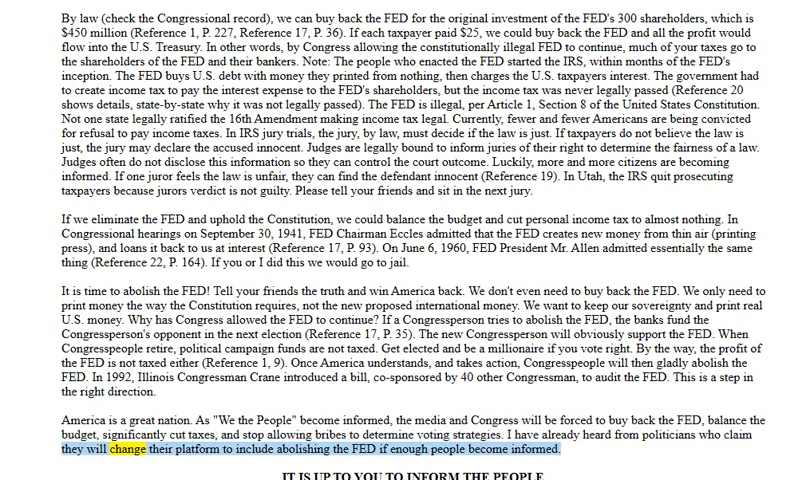 By law (check the Congressional record), we can buy back the FED for the original investment of the FED's 300 shareholders, which is
$450 million (Reference 1, P. 227, Reference 17, P. 36). If each taxpayer paid $25, we could buy back the FED and all the profit would
flow into the U.S. Treasury. In other words, by Congress allowing the constitutionally illegal FED to continue, much of your taxes go to
the shareholders of the FED and their bankers. Note: The people who enacted the FED started the IRS, within months of the FED's
inception. The FED buys U.S. debt with money they printed from nothing, then charges the U.S. taxpayers interest. The government had
to create income tax to pay the interest expense to the FED's shareholders, but the income tax was never legally passed (Reference 20
shows details, state-by-state why it was not legally passed). The FED is illegal, per Article 1, Section 8 of the United States Constitution.
Not one state legally ratified the 16th Amendment making income tax legal. Currently, fewer and fewer Americans are being convicted
for refusal to pay income taxes. In IRS jury trials, the jury, by law, must decide if the law is just. If taxpayers do not believe the law is
just, the jury may declare the accused innocent. Judges are legally bound to inform juries of their right to determine the fairness of a law.
Judges often do not disclose this information so they can control the court outcome. Luckily, more and more citizens are becoming
informed. If one juror feels the law is unfair, they can find the defendant innocent (Reference 19). In Utah, the IRS quit prosecuting
taxpayers because jurors verdict is not guilty. Please tell your friends and sit in the next jury.
If we eliminate the FED and uphold the Constitution, we could balance the budget and cut personal income tax to almost nothing. In
Congressional hearings on September 30, 1941, FED Chairman Eccles admitted that the FED creates new money from thin air (printing
press), and loans it back to us at interest (Reference 17, P. 93). On June 6, 1960, FED President Mr. Allen admitted essentially the same
thing (Reference 22, P. 164). If you or I did this we would go to jail.
It is time to abolish the FED! Tell your friends the truth and win America back. We don't even need to buy back the FED. We only need to
print money the way the Constitution requires, not the new proposed international money. We want to keep our sovereignty and print real
U.S. money. Why has Congress allowed the FED to continue? If a Congressperson tries to abolish the FED, the banks fund the
Congressperson's opponent in the next election (Reference 17, P. 35). The new Congressperson will obviously support the FED. When
Congresspeople retire, political campaign funds are not taxed. Get elected and be a millionaire if you vote right. By the way, the profit of
the FED is not taxed either (Reference 1, 9). Once America understands, and takes action, Congresspeople will then gladly abolish the
FED. In 1992, Illinois Congressman Crane introduced a bill, co-sponsored by 40 other Congressman, to audit the FED. This is a step in
the right direction.
America is a great nation. As "We the People" become informed, the media and Congress will be forced to buy back the FED, balance the
budget, significantly cut taxes, and stop allowing bribes to determine voting strategies. I have already heard from politicians who claim
they will change their platform to include abolishing the FED if enough people become informed.
IT IS UP TO YOU TO INFORM THE PEOPLE